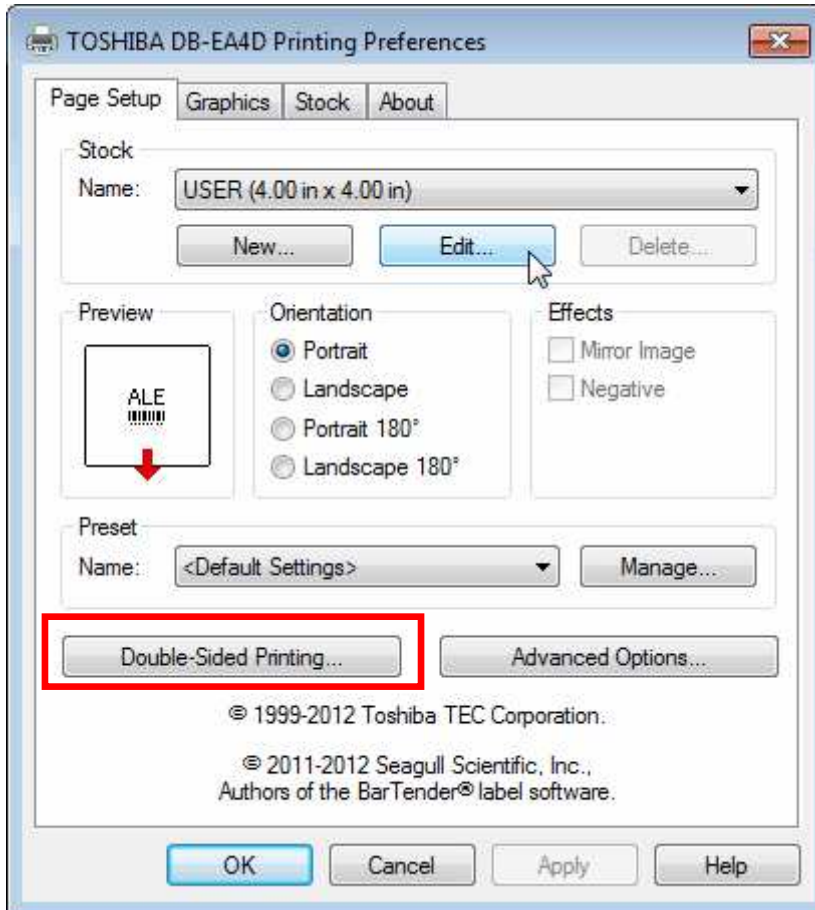 TOSHIBA DB-EA4D Printing Preferences
Page Setup Graphics Stock About
Stock
Name: USER (4.00 in x 4.00 in)
New... Edit... Delete...
Preview
ALE
Orientation
Portrait
Landscape
Portrait 180°
Landscape 180°
Effects
Mirror Image
Negative
Preset
Name: <Default Settings> Manage...
Double-Sided Printing... Advanced Options...
© 1999-2012 Toshiba TEC Corporation.
© 2011-2012 Seagull Scientific, Inc.,
Authors of the BarTender® label software.
OK Cancel Apply Help